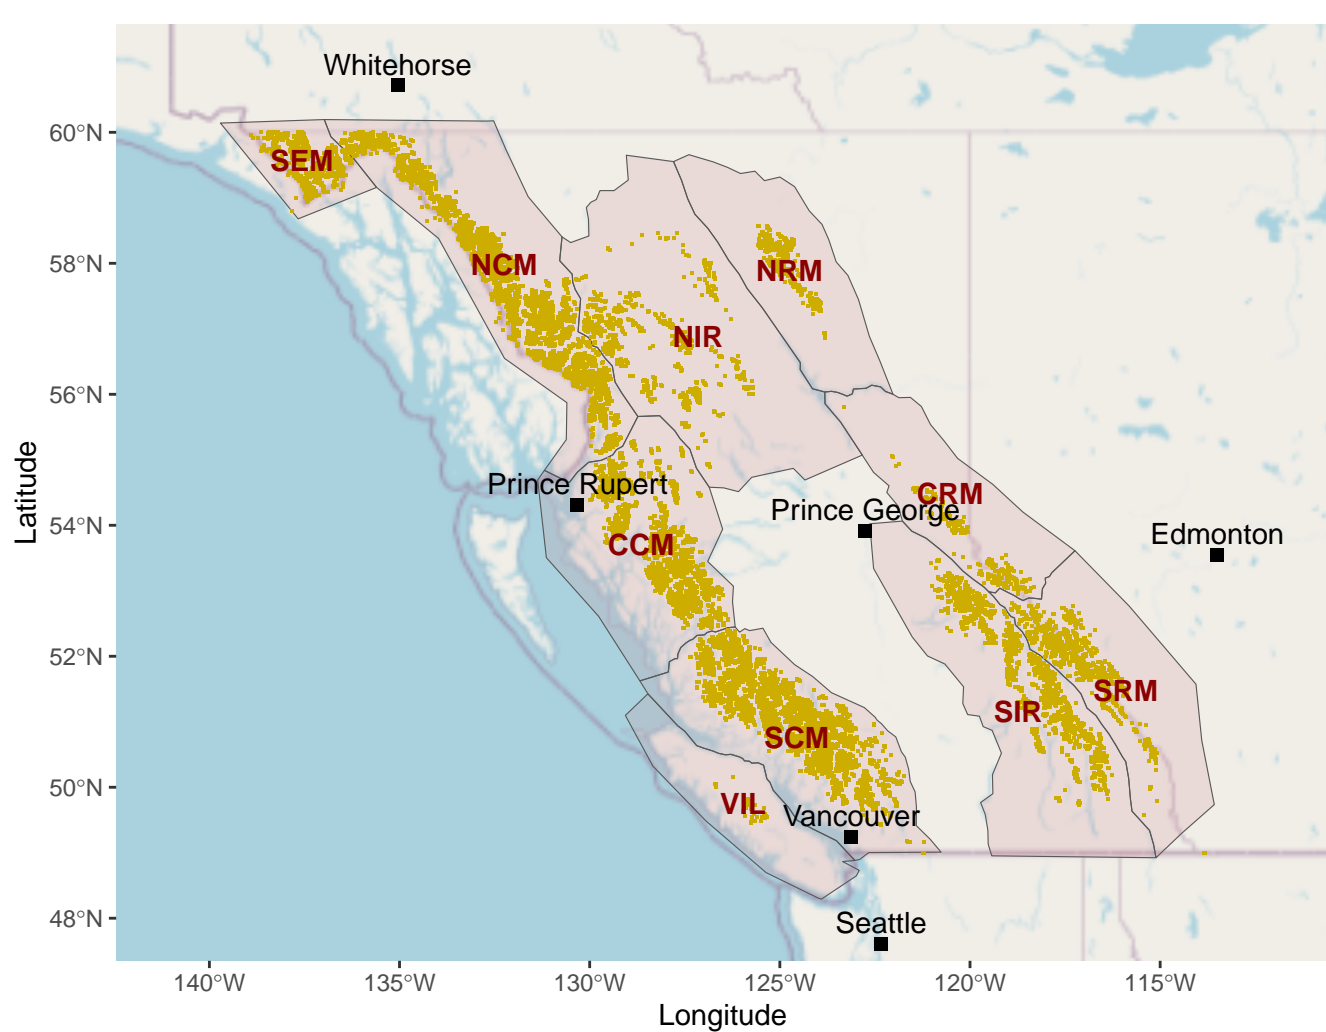 Whitehorse
60°N
SEM
58°N
NCM
NRM
NIR
56°N
Prince Rupert
CRM
Prince George
54°N
Edmonton
CCM
52°N
SRM
SIR
SCM
50°N
VIL
Vancouver
48°N
Seattle
140°W
135°W
130°W
125°W
120°W
115°W
Longitude
Latitude